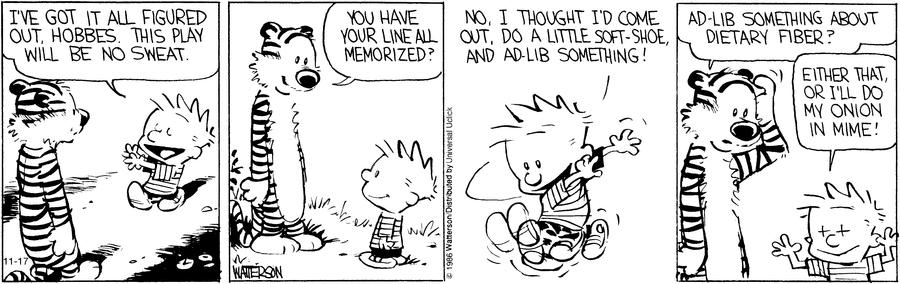 I'VE GOT IT ALL FIGURED
OUT, HOBBES. THIS PLAY
WILL BE NO SWEAT.
11-17
YOU HAVE
YOUR LINE ALL
MEMORIZED?
WATTERSON
© 1986 Watterson/Distributed by Universal Uclick
NO, I THOUGHT I'D COME
OUT, DO A LITTLE SOFT-SHOE,
AND AD-LIB SOMETHING!
AD-LIB SOMETHING ABOUT
DIETARY FIBER?
EITHER THAT,
OR I'LL DO
MY ONION
IN MIME!